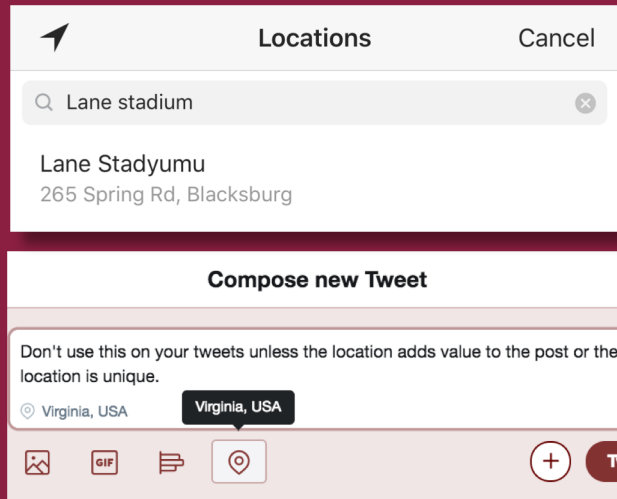 Locations
Cancel
Lane stadium
Lane Stadyumu
265 Spring Rd, Blacksburg
Compose new Tweet
Don't use this on your tweets unless the location adds value to the post or the
location is unique.
Virginia, USA
Virginia, USA
GIF